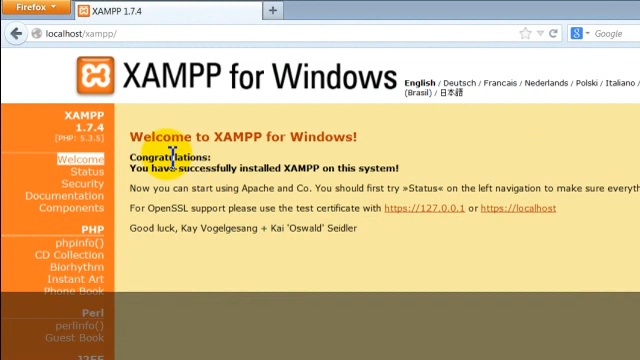 Firefox
XAMPP 1.7.4
localhost/xampp/
Google
XAMPP for Windows
English / Deutsch / Francais / Nederlands / Polski / Italiano /
(Brasil) / 日本語
XAMPP
1.7.4
[PHP: 5.3.5]
Welcome
Status
Security
Documentation
Components
PHP
phpinfo()
CD Collection
Biorhythm
Instant Art
Phone Book
Perl
perlinfo()
Guest Book
J2EE
Welcome to XAMPP for Windows!
Congratulations:
You have successfully installed XAMPP on this system!
Now you can start using Apache and Co. You should first try »Status« on the left navigation to make sure everyth
For OpenSSL support please use the test certificate with https://127.0.0.1 or https://localhost
Good luck, Kay Vogelgesang + Kai 'Oswald' Seidler